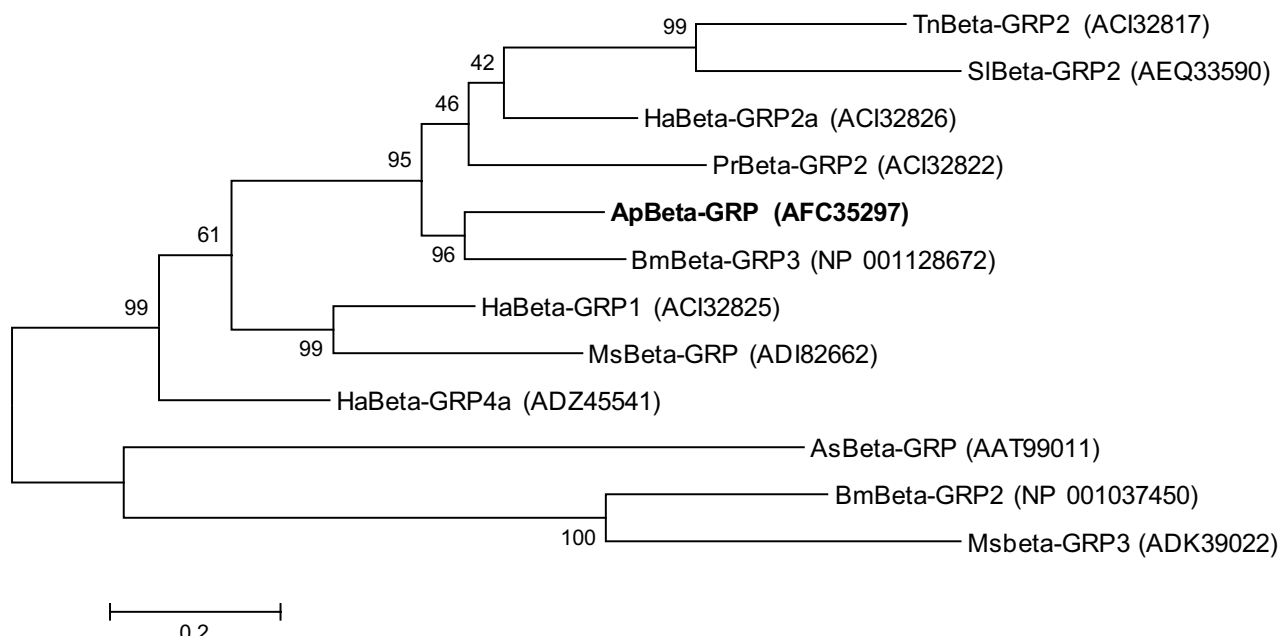 99
TnBeta-GRP2 (ACI32817)
SlBeta-GRP2 (AEQ33590)
42
HaBeta-GRP2a (ACI32826)
46
PrBeta-GRP2 (ACI32822)
95
ApBeta-GRP (AFC35297)
BmBeta-GRP3 (NP 001128672)
96
61
HaBeta-GRP1 (ACI32825)
99
MsBeta-GRP (ADI82662)
99
HaBeta-GRP4a (ADZ45541)
AsBeta-GRP (AAT99011)
BmBeta-GRP2 (NP 001037450)
100
Msbeta-GRP3 (ADK39022)
0.2